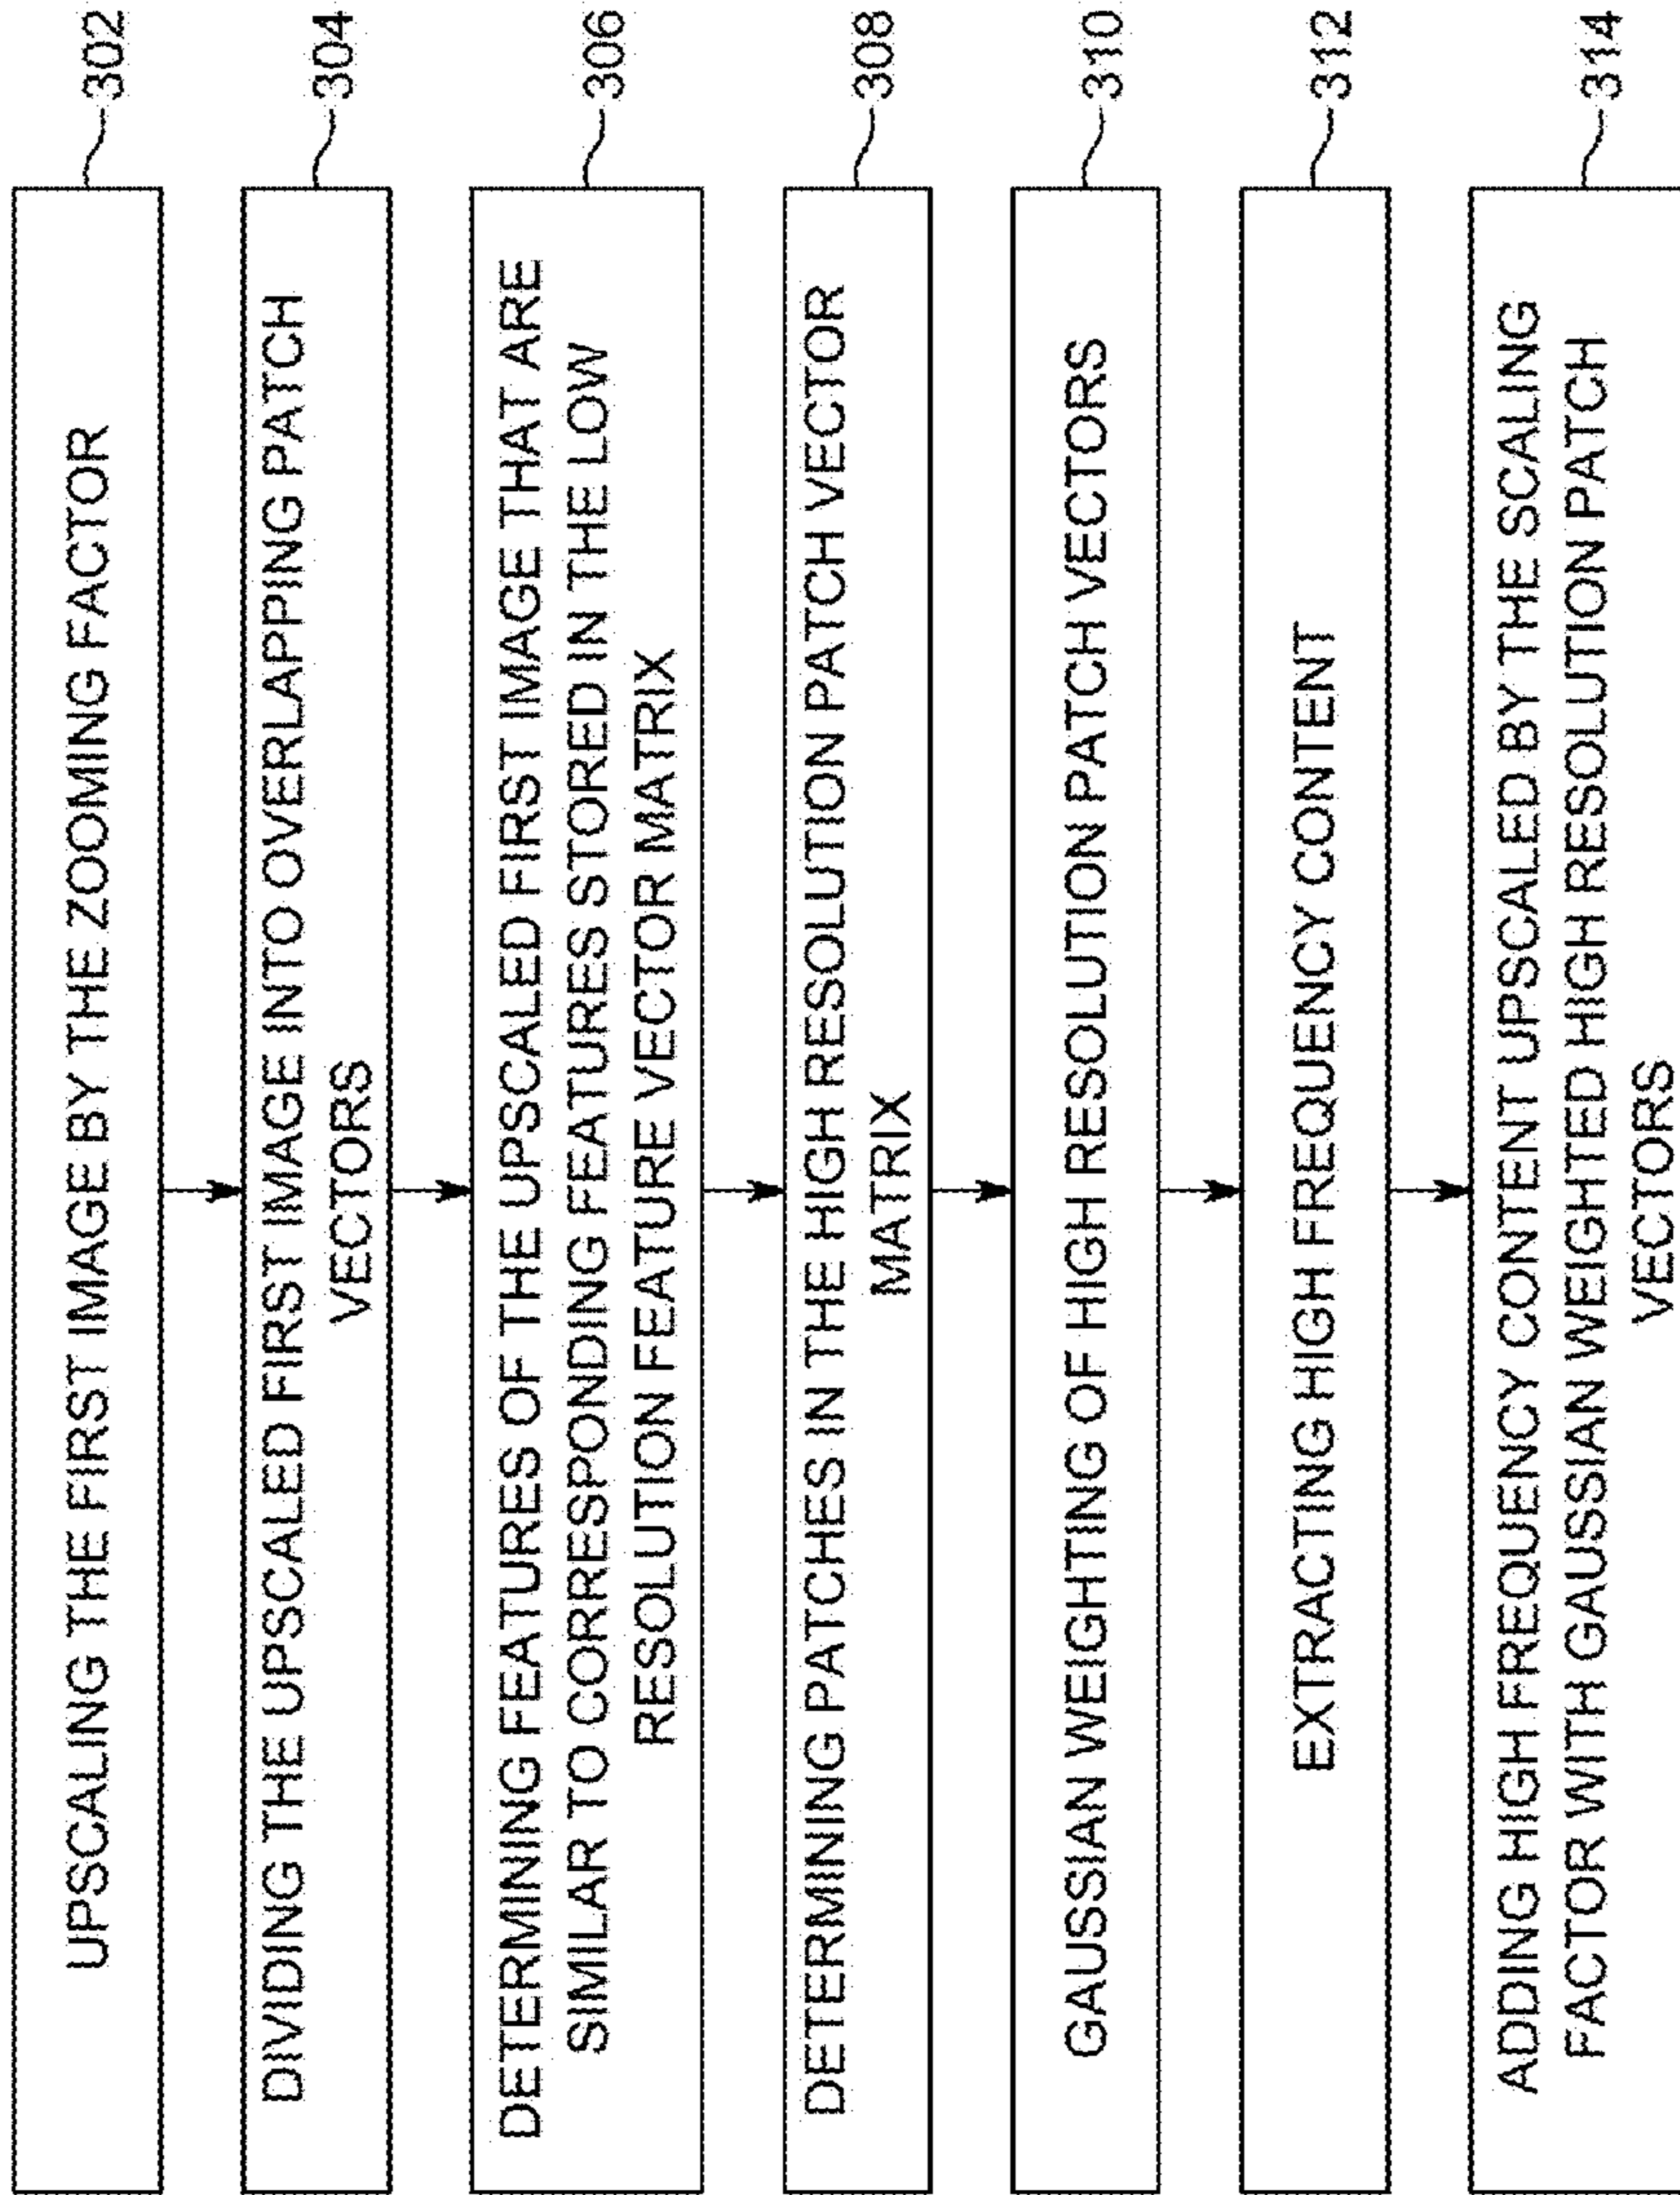 UPSCALING THE FIRST IMAGE BY THE ZOOMING FACTOR
302
DIVIDING THE UPSCALED FIRST IMAGE INTO OVERLAPPING PATCH
VECTORS
304
DETERMINING FEATURES OF THE UPSCALED FIRST IMAGE THAT ARE
SIMILAR TO CORRESPONDING FEATURES STORED IN THE LOW
RESOLUTION FEATURE VECTOR MATRIX
306
DETERMINING PATCHES IN THE HIGH RESOLUTION PATCH VECTOR
MATRIX
308
GAUSSIAN WEIGHTING OF HIGH RESOLUTION PATCH VECTORS
310
EXTRACTING HIGH FREQUENCY CONTENT
312
ADDING HIGH FREQUENCY CONTENT UPSCALED BY THE SCALING
FACTOR WITH GAUSSIAN WEIGHTED HIGH RESOLUTION PATCH
VECTORS
314